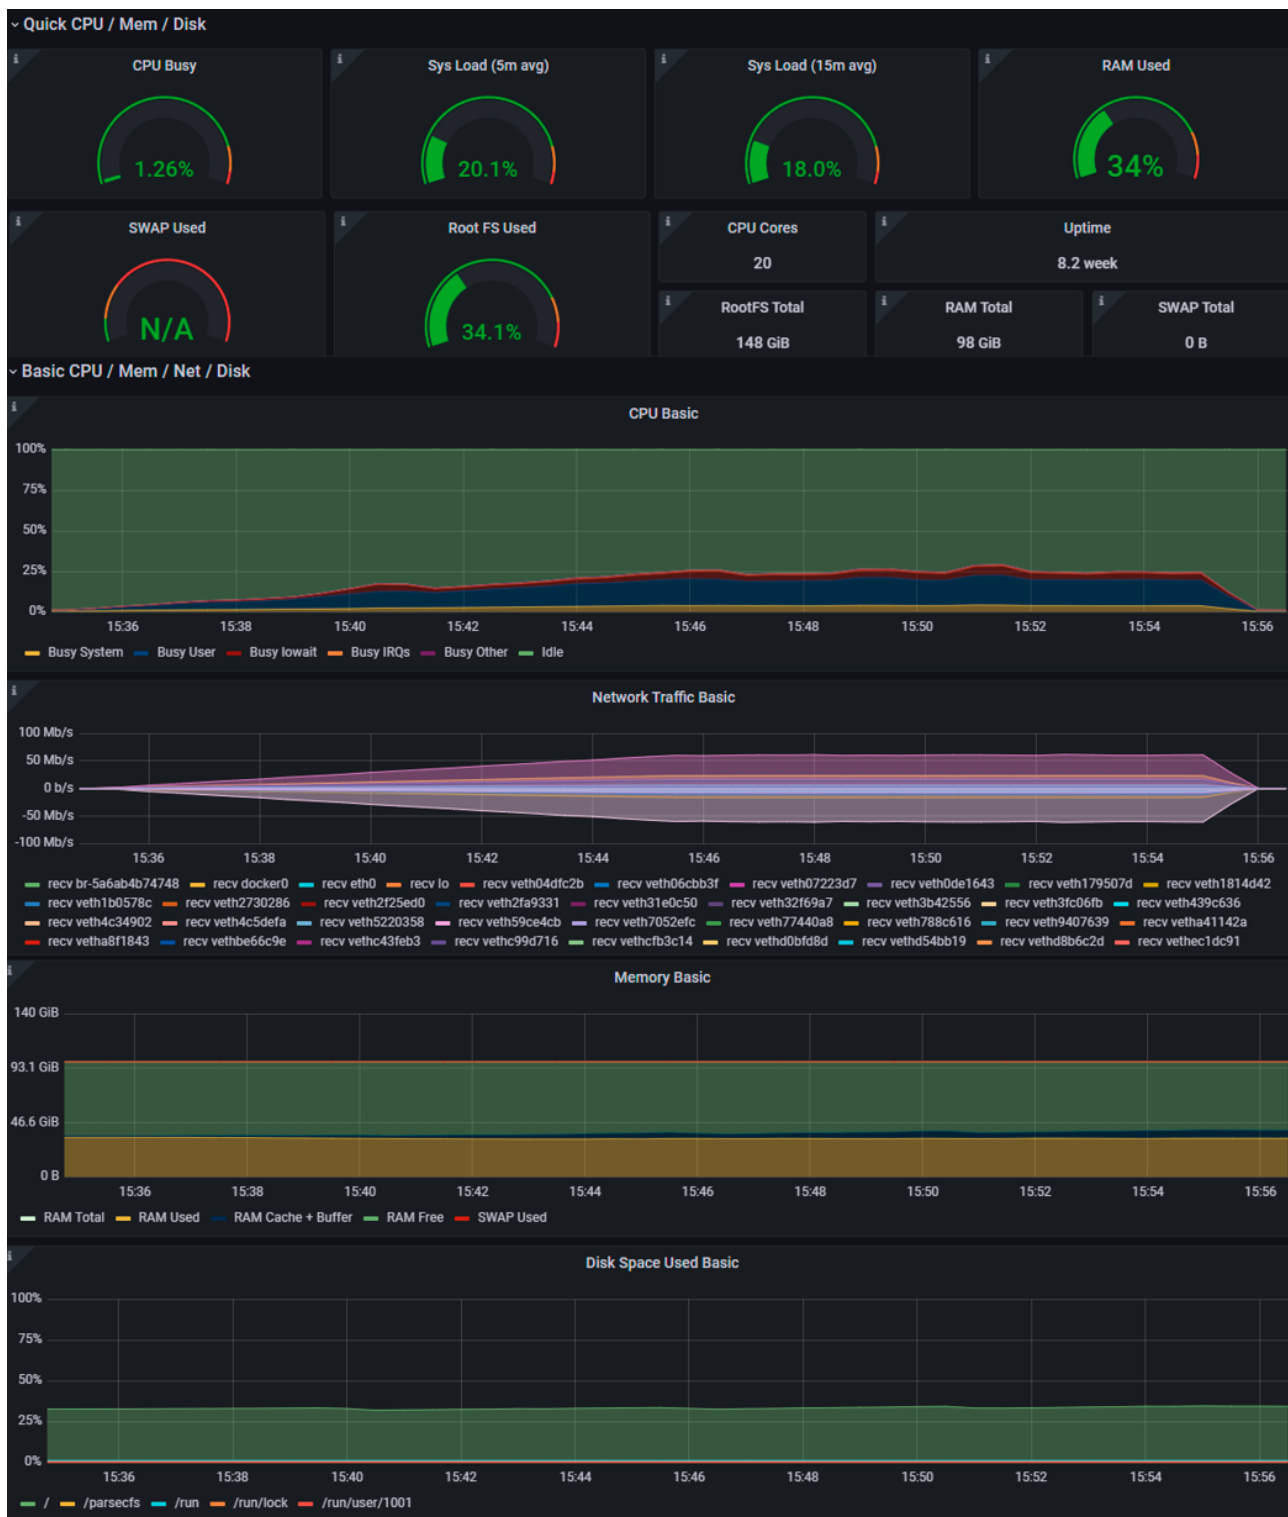 Quick CPU / Mem / Disk
CPU Busy
Sys Load (5m avg)
Sys Load (15m avg)
RAM Used
1.26%
20.1%
18.0%
34%
SWAP Used
Root FS Used
CPU Cores
Uptime
20
8.2 week
N/A
34.1%
RootFS Total
RAM Total
SWAP Total
148 GiB
98 GiB
0 B
Basic CPU / Mem / Net / Disk
CPU Basic
100%
75%
50%
25%
0%
15:36 15:38 15:40 15:42 15:44 15:46 15:48 15:50 15:52 15:54 15:56
Busy System Busy User Busy Iowait Busy IRQs Busy Other Idle
Network Traffic Basic
100 Mb/s
50 Mb/s
0 b/s
-50 Mb/s
-100 Mb/s
15:36 15:38 15:40 15:42 15:44 15:46 15:48 15:50 15:52 15:54 15:56
recv br-5a6ab4b74748 recv docker0 recv eth0 recv lo recv veth04dfc2b recv veth06cbb3f recv veth07223d7 recv veth0de1643 recv veth179507d recv veth1814d42
recv veth1b0578c recv veth2730286 recv veth2f25ed0 recv veth2fa9331 recv veth31e0c50 recv veth32f69a7 recv veth3b42556 recv veth3fc06fb recv veth439c636
recv veth4c34902 recv veth4c5defa recv veth5220358 recv veth59ce4cb recv veth7052efc recv veth77440a8 recv veth788c616 recv veth9407639 recv vetha41142a
recv vetha8f1843 recv vethbe66c9e recv vethc43feb3 recv vethc99d716 recv vethcfb3c14 recv vethd0bfd8d recv vethd54bb19 recv vethd8b6c2d recv vethec1dc91
Memory Basic
140 GiB
93.1 GiB
46.6 GiB
0 B
15:36 15:38 15:40 15:42 15:44 15:46 15:48 15:50 15:52 15:54 15:56
RAM Total RAM Used RAM Cache + Buffer RAM Free SWAP Used
Disk Space Used Basic
100%
75%
50%
25%
0%
15:36 15:38 15:40 15:42 15:44 15:46 15:48 15:50 15:52 15:54 15:56
/ /parsecfs /run /run/lock /run/user/1001